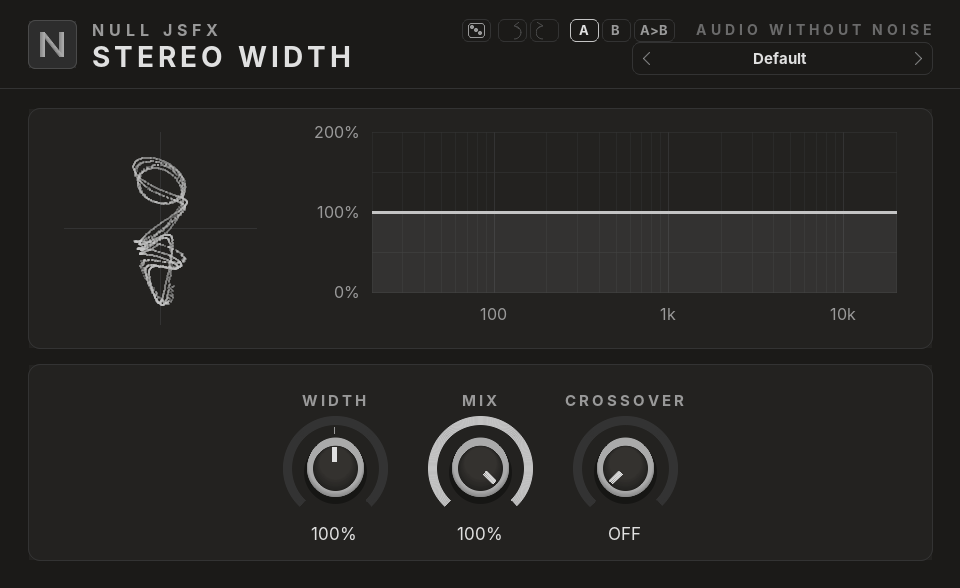 N
NULL JSFX
STEREO WIDTH
A B A>B
AUDIO WITHOUT NOISE
Default
200%
100%
0%
100 1k 10k
WIDTH MIX CROSSOVER
100% 100% OFF